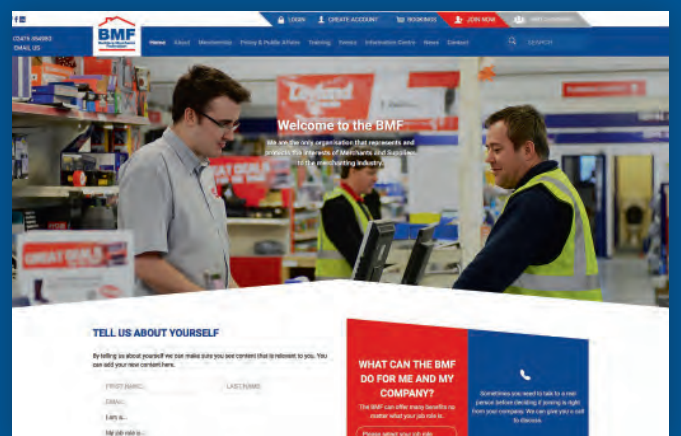 LOGIN CREATE ACCOUNT BOOKINGS JOIN NOW
EMAIL US
BMF
Home About Membership Policy & Public Affairs Training Events Information Centre News Contact SEARCH
Leyland
Welcome to the BMF
We are the only organisation that represents and
protects the interests of Merchants and Suppliers
to the merchanting industry.
GREAT DEALS
GREAT DEALS
TELL US ABOUT YOURSELF
By telling us about yourself we can make sure you see content that is relevant to you. You
can add your new content here.
FIRST NAME... LAST NAME
EMAIL...
I am a...
My job role is...
WHAT CAN THE BMF
DO FOR ME AND MY
COMPANY?
The BMF can offer many benefits no
matter what your job role is.
Please select your job role
Sometimes you need to talk to a real
person before deciding if joining is right
from your company. We can give you a call
to discuss.